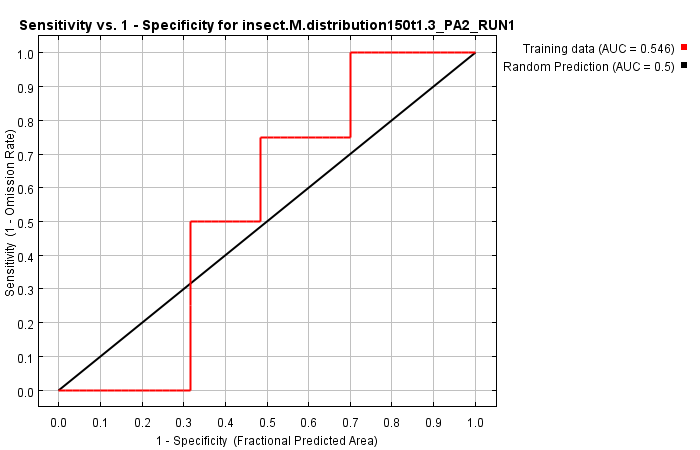 Sensitivity vs. 1 - Specificity for insect.M.distribution150t1.3_PA2_RUN1
Training data (AUC = 0.546)
Random Prediction (AUC = 0.5)
Sensitivity (1 - Omission Rate)
1.0
0.9
0.8
0.7
0.6
0.5
0.4
0.3
0.2
0.1
0.0
0.0 0.1 0.2 0.3 0.4 0.5 0.6 0.7 0.8 0.9 1.0
1 - Specificity (Fractional Predicted Area)